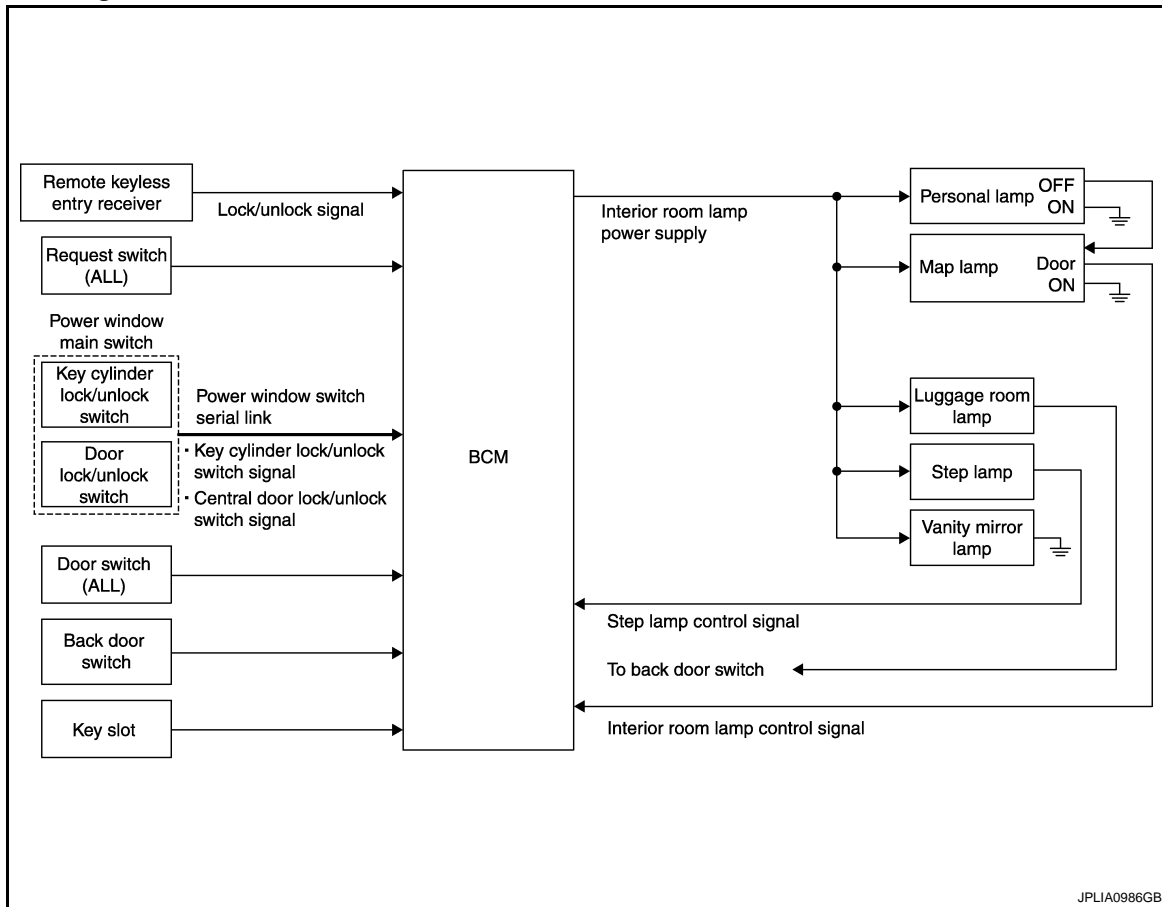 Remote keyless
entry receiver
Lock/unlock signal
Request switch
(ALL)
Power window
main switch
Key cylinder
lock/unlock
switch
Door
lock/unlock
switch
Power window switch
serial link
· Key cylinder lock/unlock
switch signal
· Central door lock/unlock
switch signal
Door switch
(ALL)
Back door
switch
Key slot
BCM
Interior room lamp
power supply
Personal lamp
OFF
ON
Map lamp
Door
ON
Luggage room
lamp
Step lamp
Vanity mirror
lamp
Step lamp control signal
To back door switch
Interior room lamp control signal
JPLIA0986GB